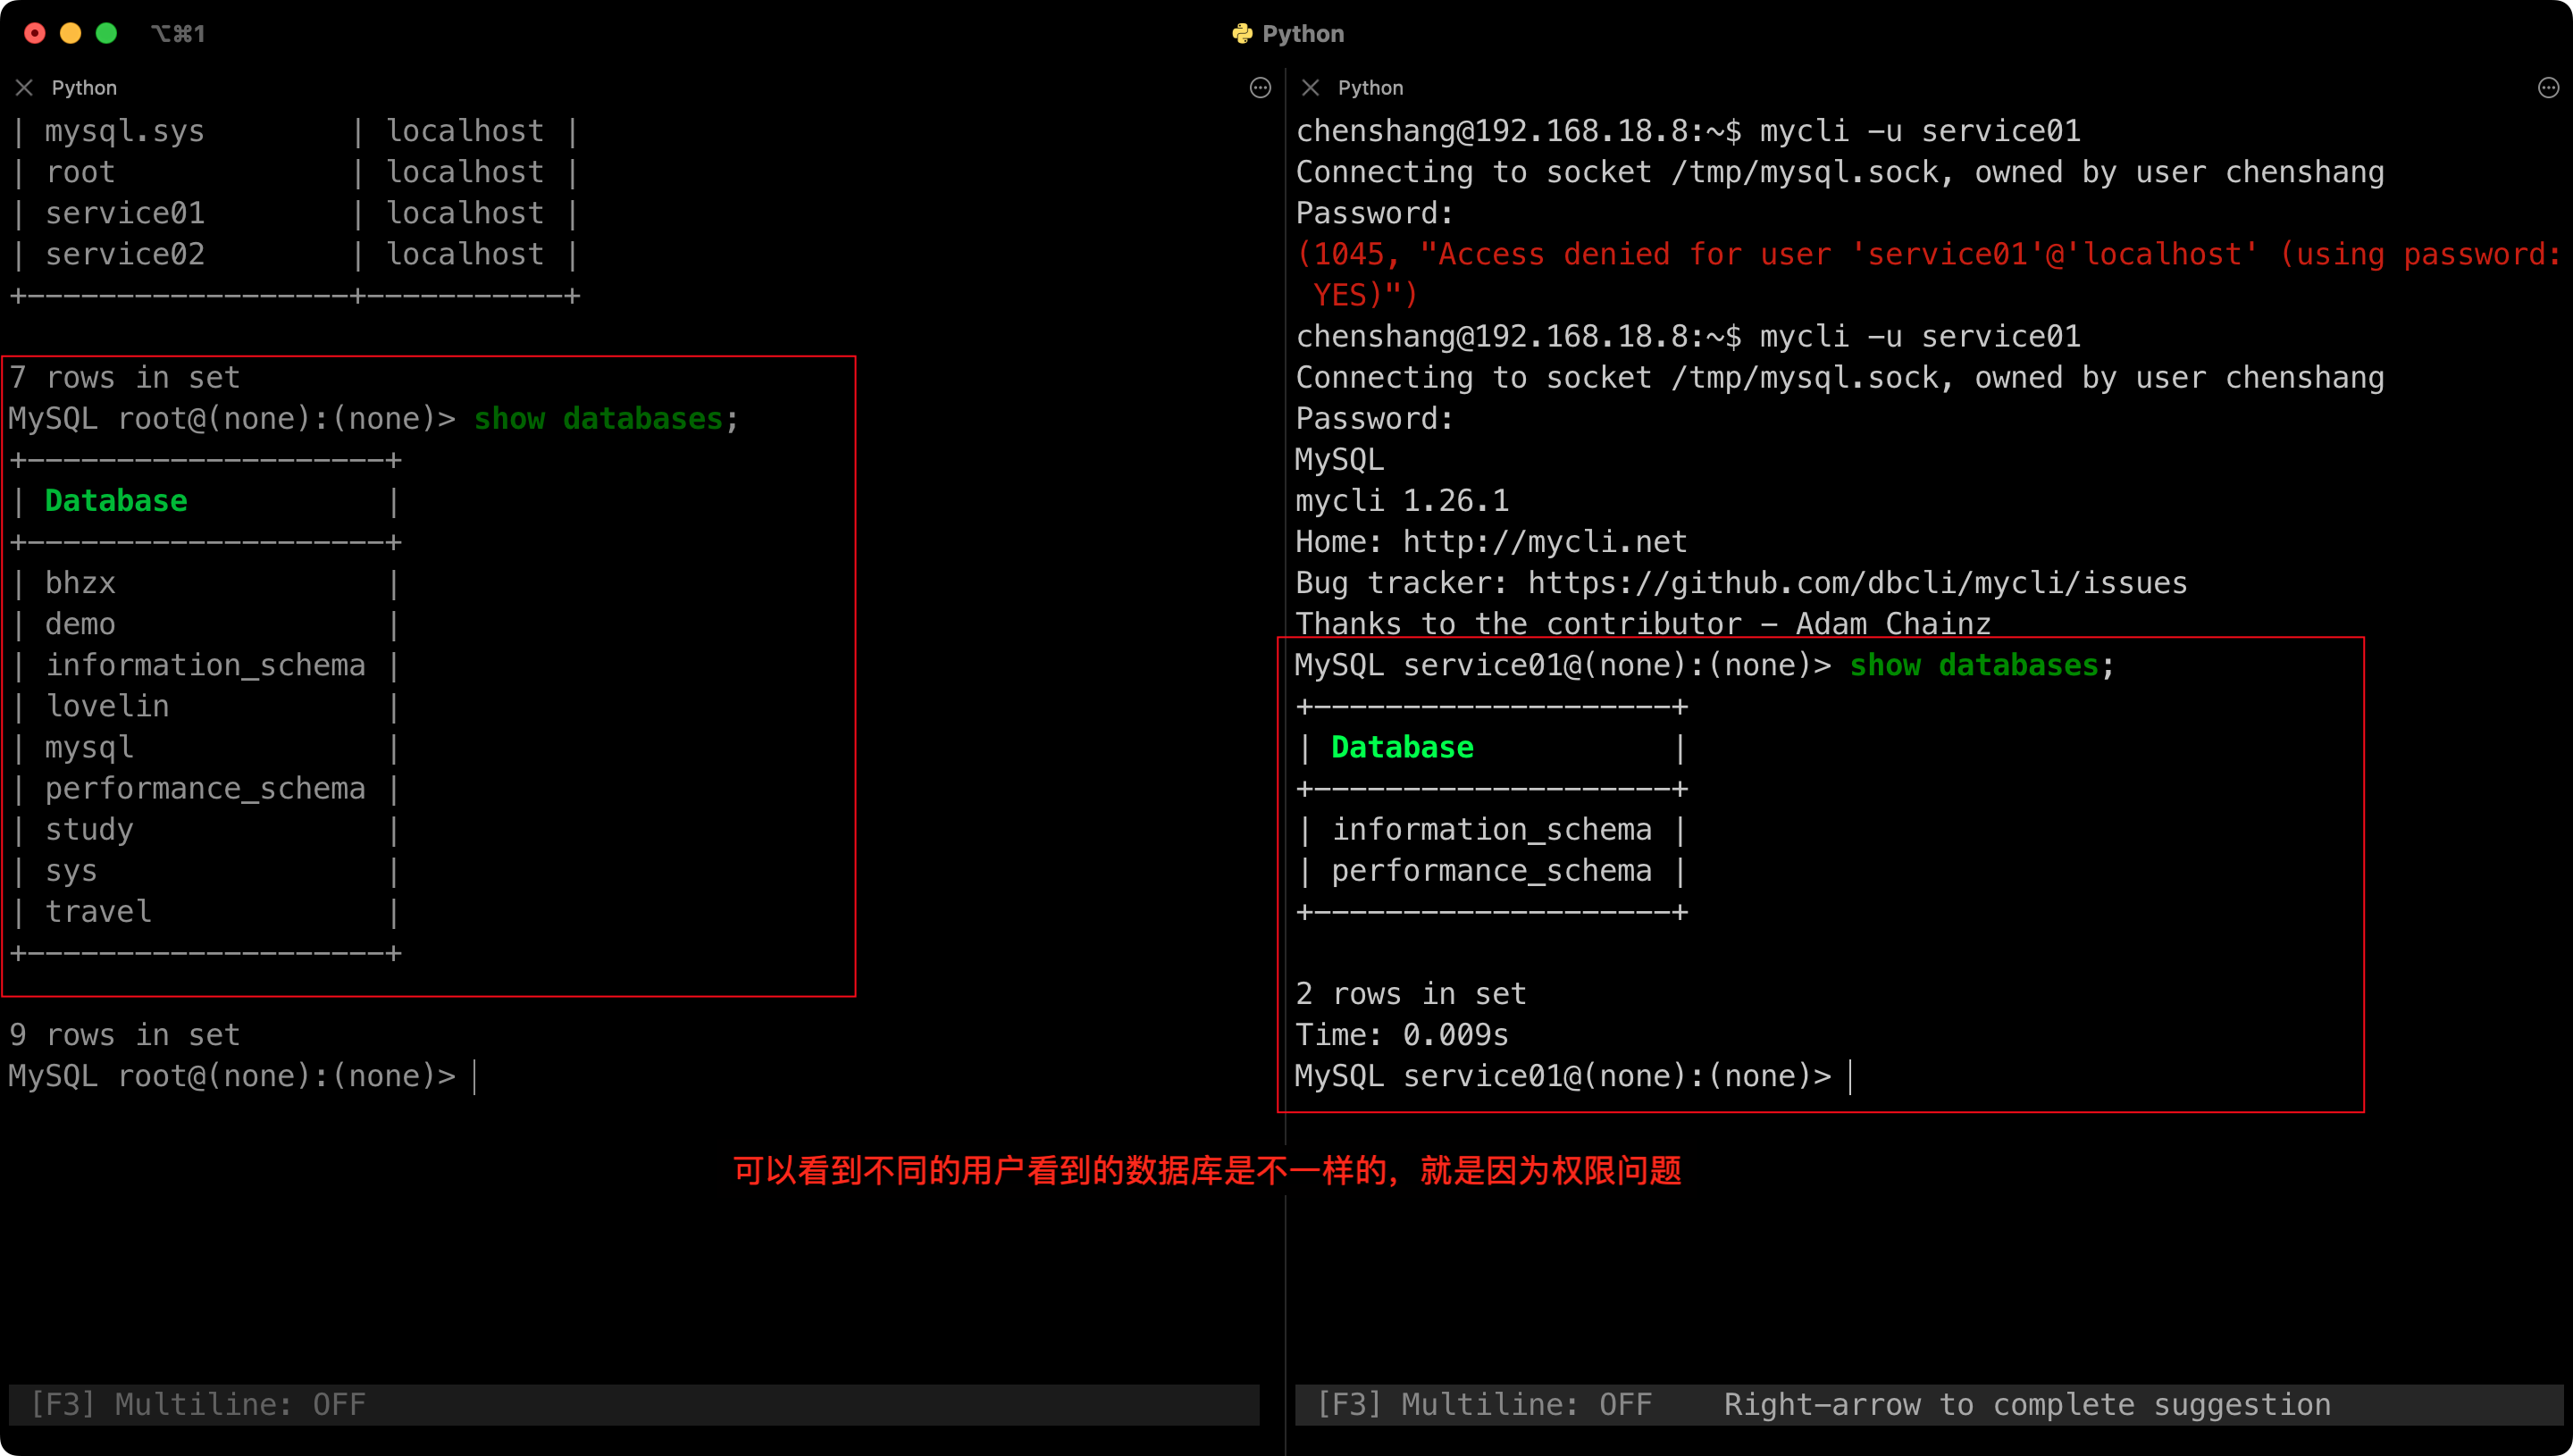 ⌥⌘1
Python
Python
| mysql.sys        | localhost |
| root             | localhost |
| service01        | localhost |
| service02        | localhost |
+------------------+-----------+
7 rows in set
MySQL root@(none):(none)> show databases;
+--------------------+
| Database           |
+--------------------+
| bhzx               |
| demo               |
| information_schema |
| lovelin            |
| mysql              |
| performance_schema |
| study              |
| sys                |
| travel             |
+--------------------+
9 rows in set
MySQL root@(none):(none)>
[F3] Multiline: OFF
Python
chenshang@192.168.18.8:~$ mycli -u service01
Connecting to socket /tmp/mysql.sock, owned by user chenshang
Password:
(1045, "Access denied for user 'service01'@'localhost' (using password:
YES)")
chenshang@192.168.18.8:~$ mycli -u service01
Connecting to socket /tmp/mysql.sock, owned by user chenshang
Password:
MySQL
mycli 1.26.1
Home: http://mycli.net
Bug tracker: https://github.com/dbcli/mycli/issues
Thanks to the contributor - Adam Chainz
MySQL service01@(none):(none)> show databases;
+--------------------+
| Database           |
+--------------------+
| information_schema |
| performance_schema |
+--------------------+
2 rows in set
Time: 0.009s
MySQL service01@(none):(none)>
可以看到不同的用户看到的数据库是不一样的，就是因为权限问题
[F3] Multiline: OFF    Right-arrow to complete suggestion